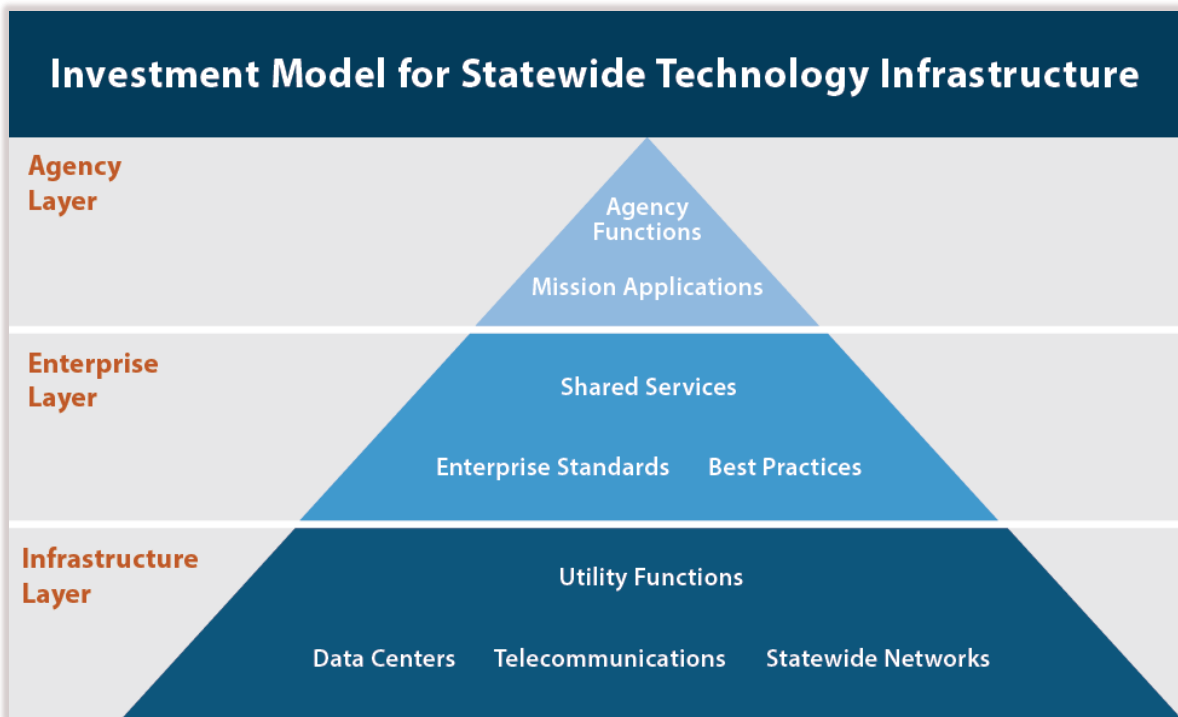 Investment Model for Statewide Technology Infrastructure
Agency
Layer
Agency
Functions
Mission Applications
Enterprise
Layer
Shared Services
Enterprise Standards Best Practices
Infrastructure
Layer
Utility Functions
Data Centers Telecommunications Statewide Networks